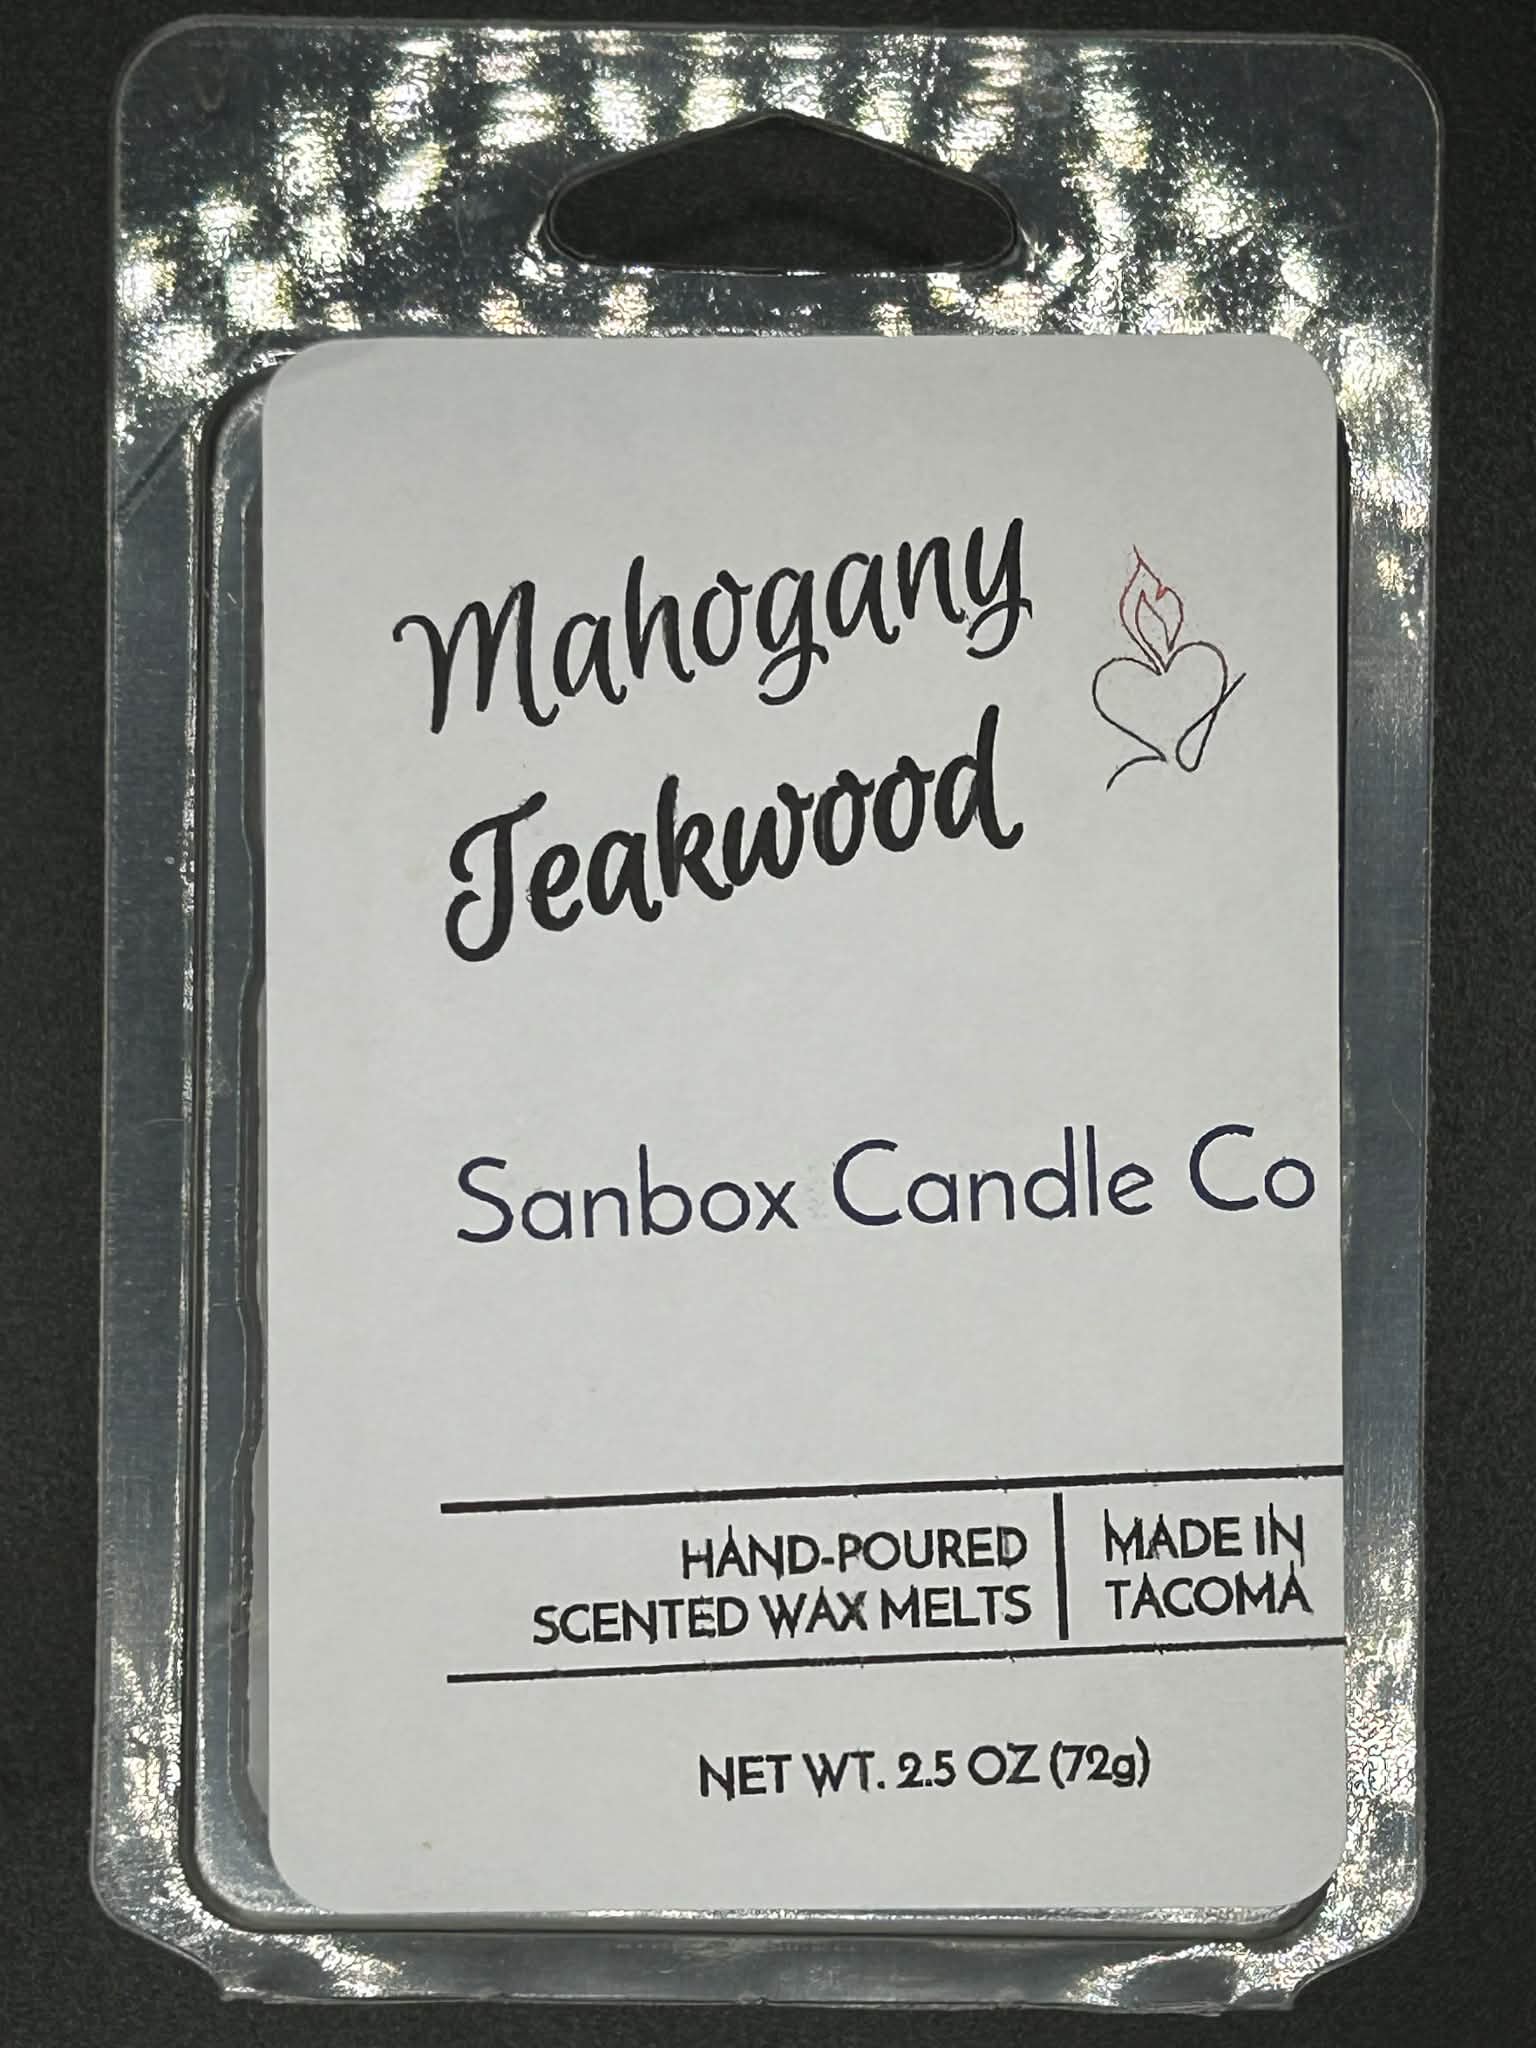 Mahogany
Teakwood
Sanbox Candle Co
HAND-POURED
SCENTED WAX MELTS
MADE IN
TACOMA
NET WT. 2.5 OZ (72g)